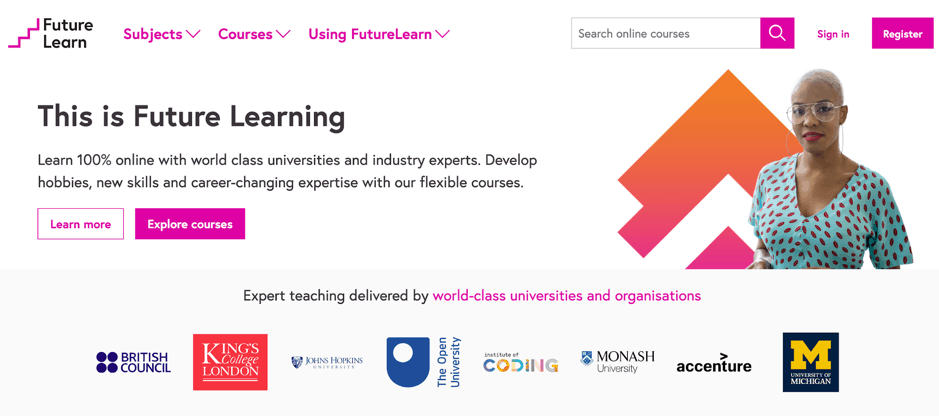 Future
Learn
Subjects
Courses
Using FutureLearn
Search online courses
Sign in
Register
This is Future Learning
Learn 100% online with world class universities and industry experts. Develop
hobbies, new skills and career-changing expertise with our flexible courses.
Learn more
Explore courses
Expert teaching delivered by world-class universities and organisations
BRITISH
COUNCIL
KING'S
College
LONDON
JOHNS HOPKINS
UNIVERSITY
The Open
University
institute of
CODING
MONASH
University
accenture
M
UNIVERSITY OF
MICHIGAN